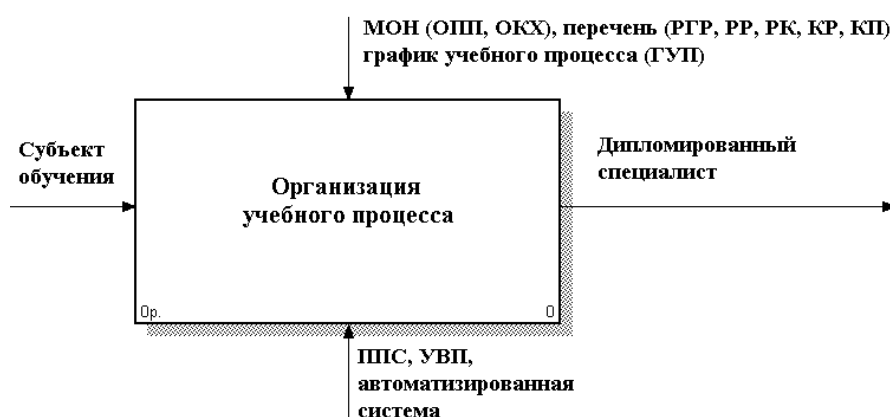 МОН (ОПП, ОКХ), перечень (РГР, РР, РК, КР, КП)
график учебного процесса (ГУП)
Субъект
обучения
Организация
учебного процесса
Дипломированный
специалист
0р.
0
ППС, УВП,
автоматизированная
система